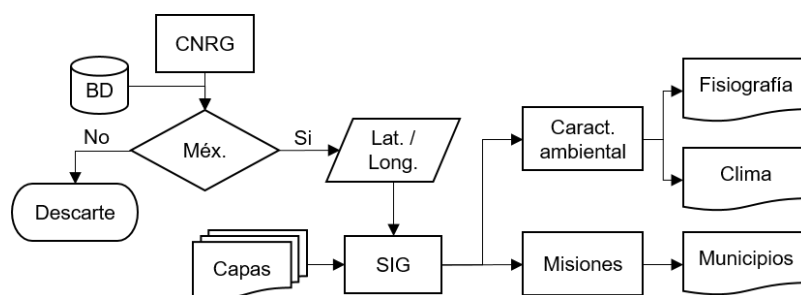 CNRG
BD
Fisiografía
No
Méx.
Si
Lat. /
Long.
Caract.
ambiental
Descarte
Clima
Capas
SIG
Misiones
Municipios